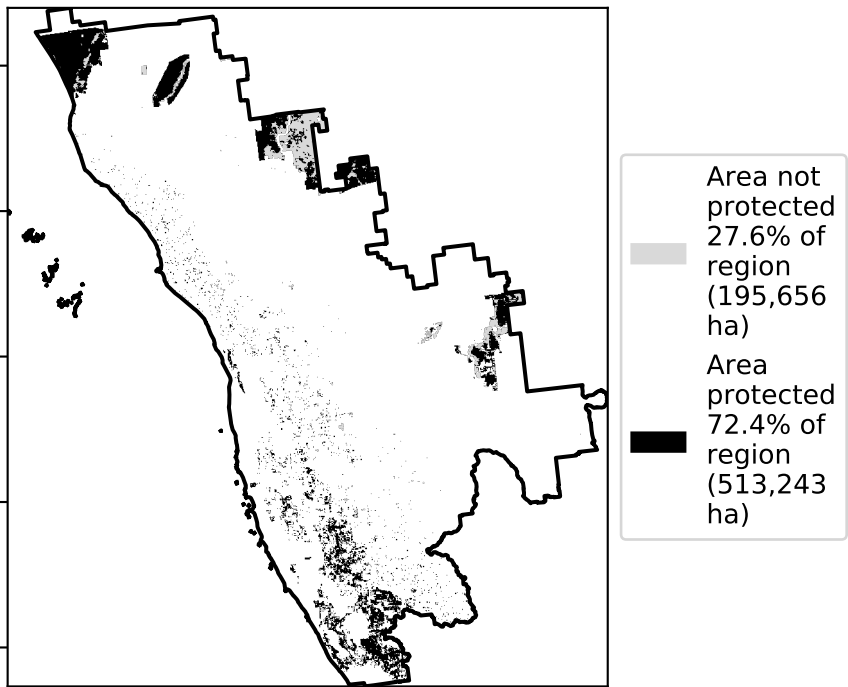 Area not
protected
27.6% of
region
(195,656
ha)
Area
protected
72.4% of
region
(513,243
ha)